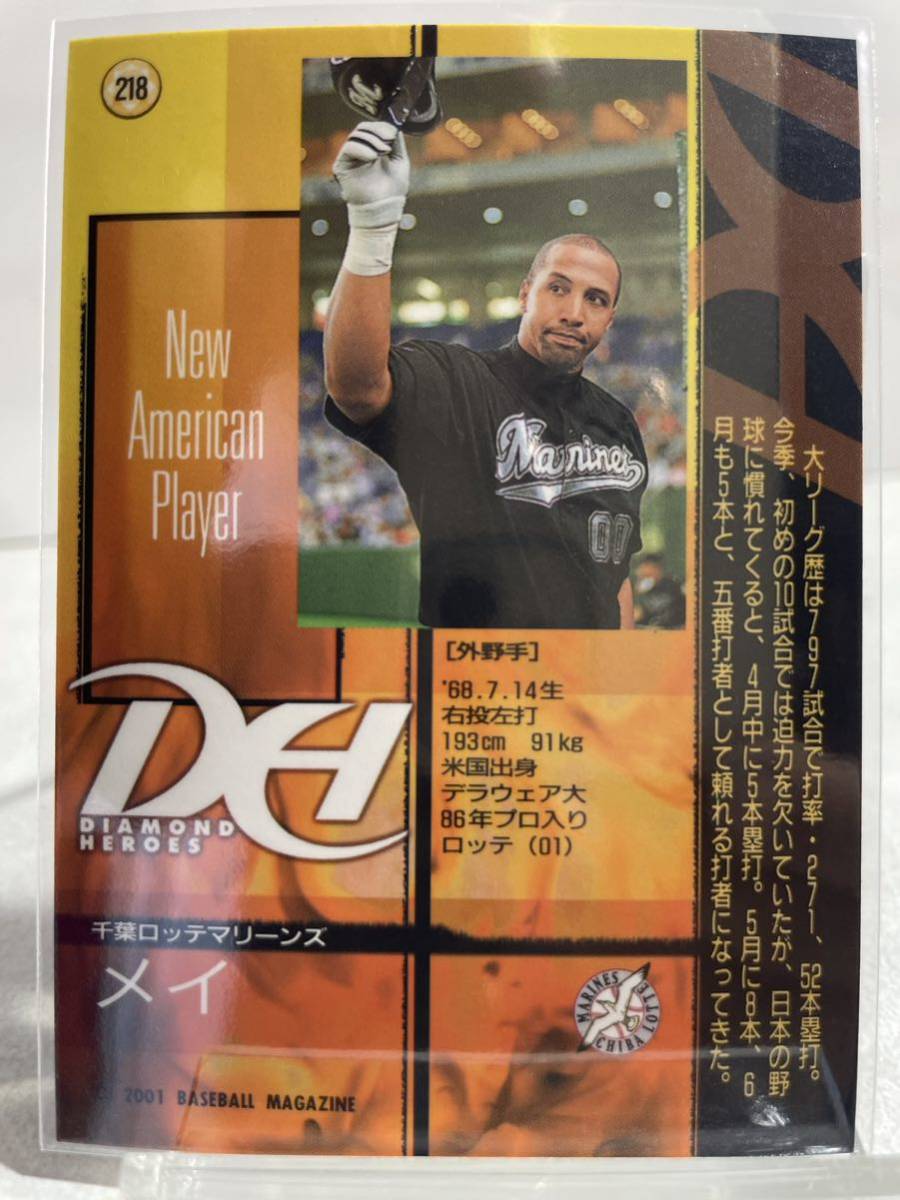 218
New
American
Player
Marines
00
大リーグ歴は797試合で打率・271、52本塁打。
今季、初めの10試合では迫力を欠いていたが、日本の野
球に慣れてくると、4月中に5本塁打。5月に8本、6
月も5本と、五番打者として頼れる打者になってきた。
[外野手]
'68.7.14生
右投左打
193cm 91kg
米国出身
デラウェア大
86年プロ入り
ロッテ(01)
DH
DIAMOND
HEROES
千葉ロッテマリーンズ
メイ
MARINES
CHIBA LOTTE
2001 BASEBALL MAGAZINE